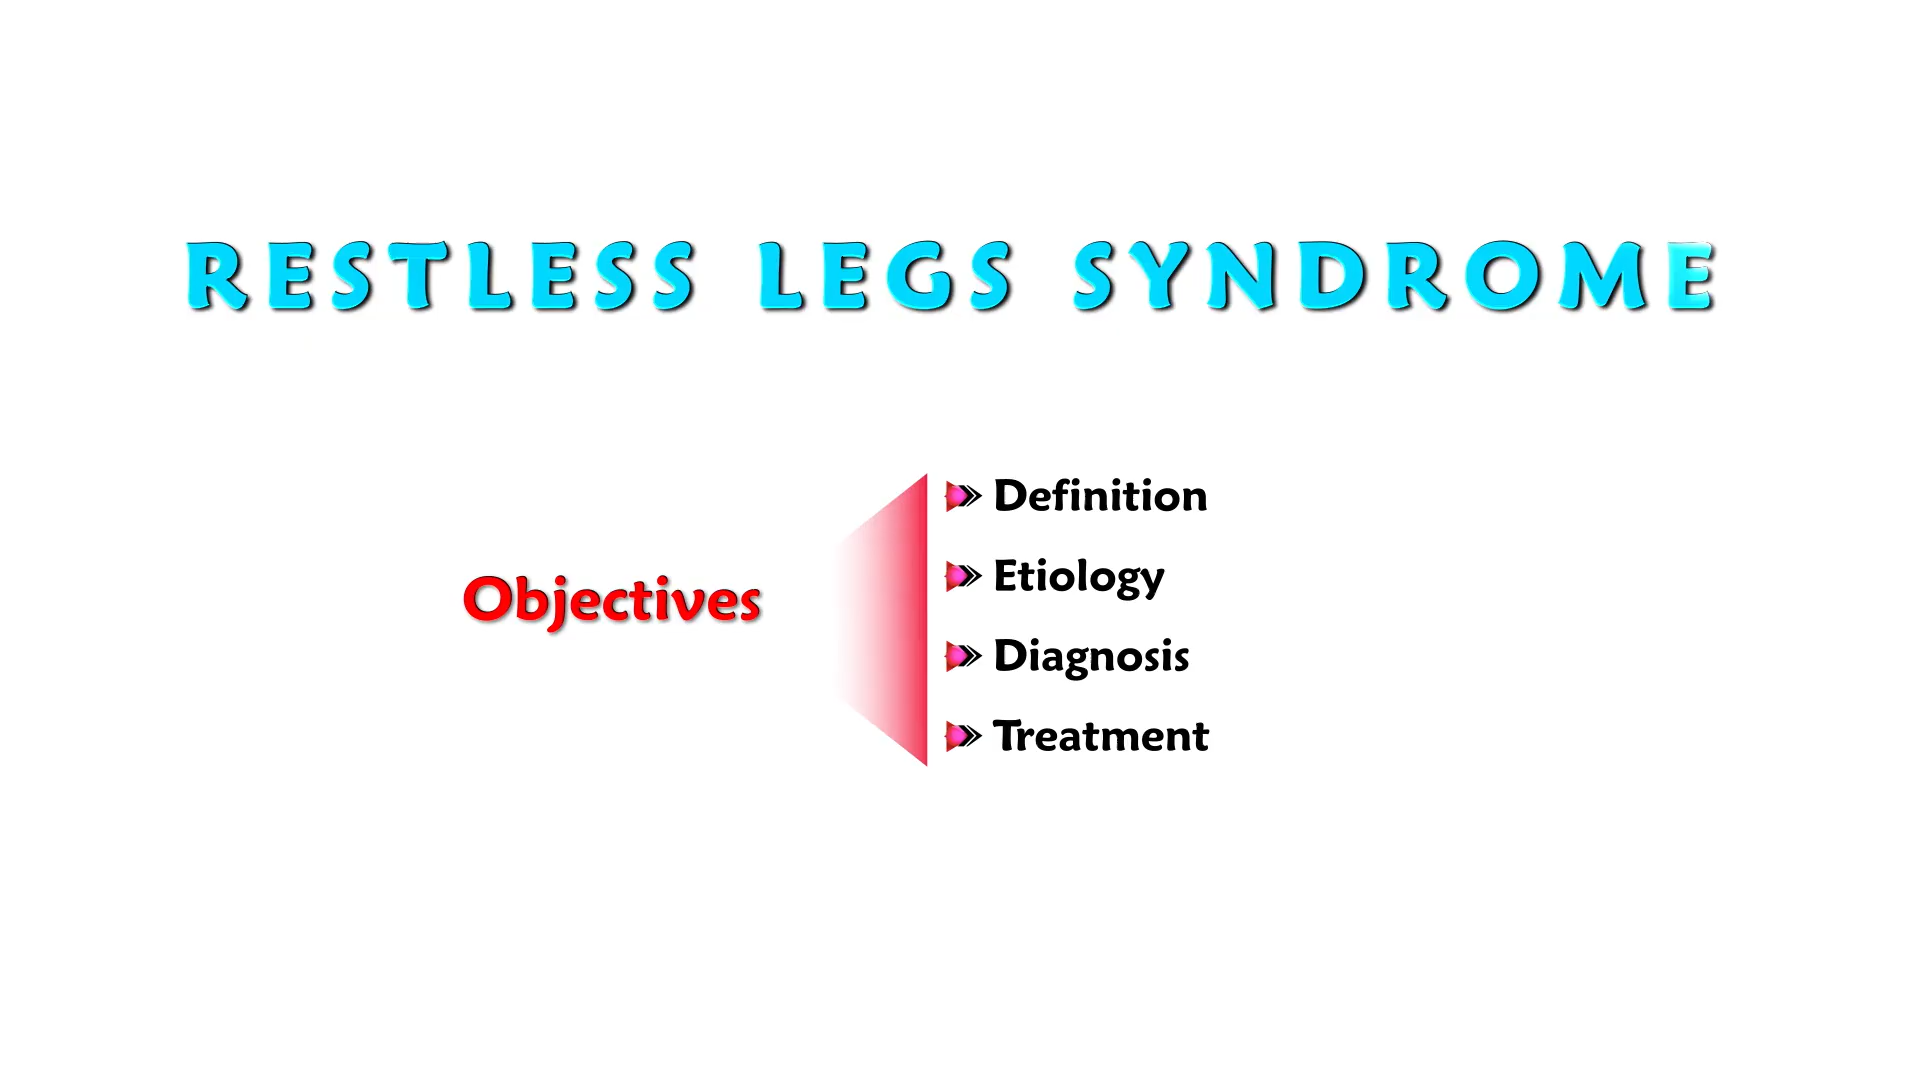 RESTLESS LEGS SYNDROME
Objectives
Definition
Etiology
Diagnosis
Treatment